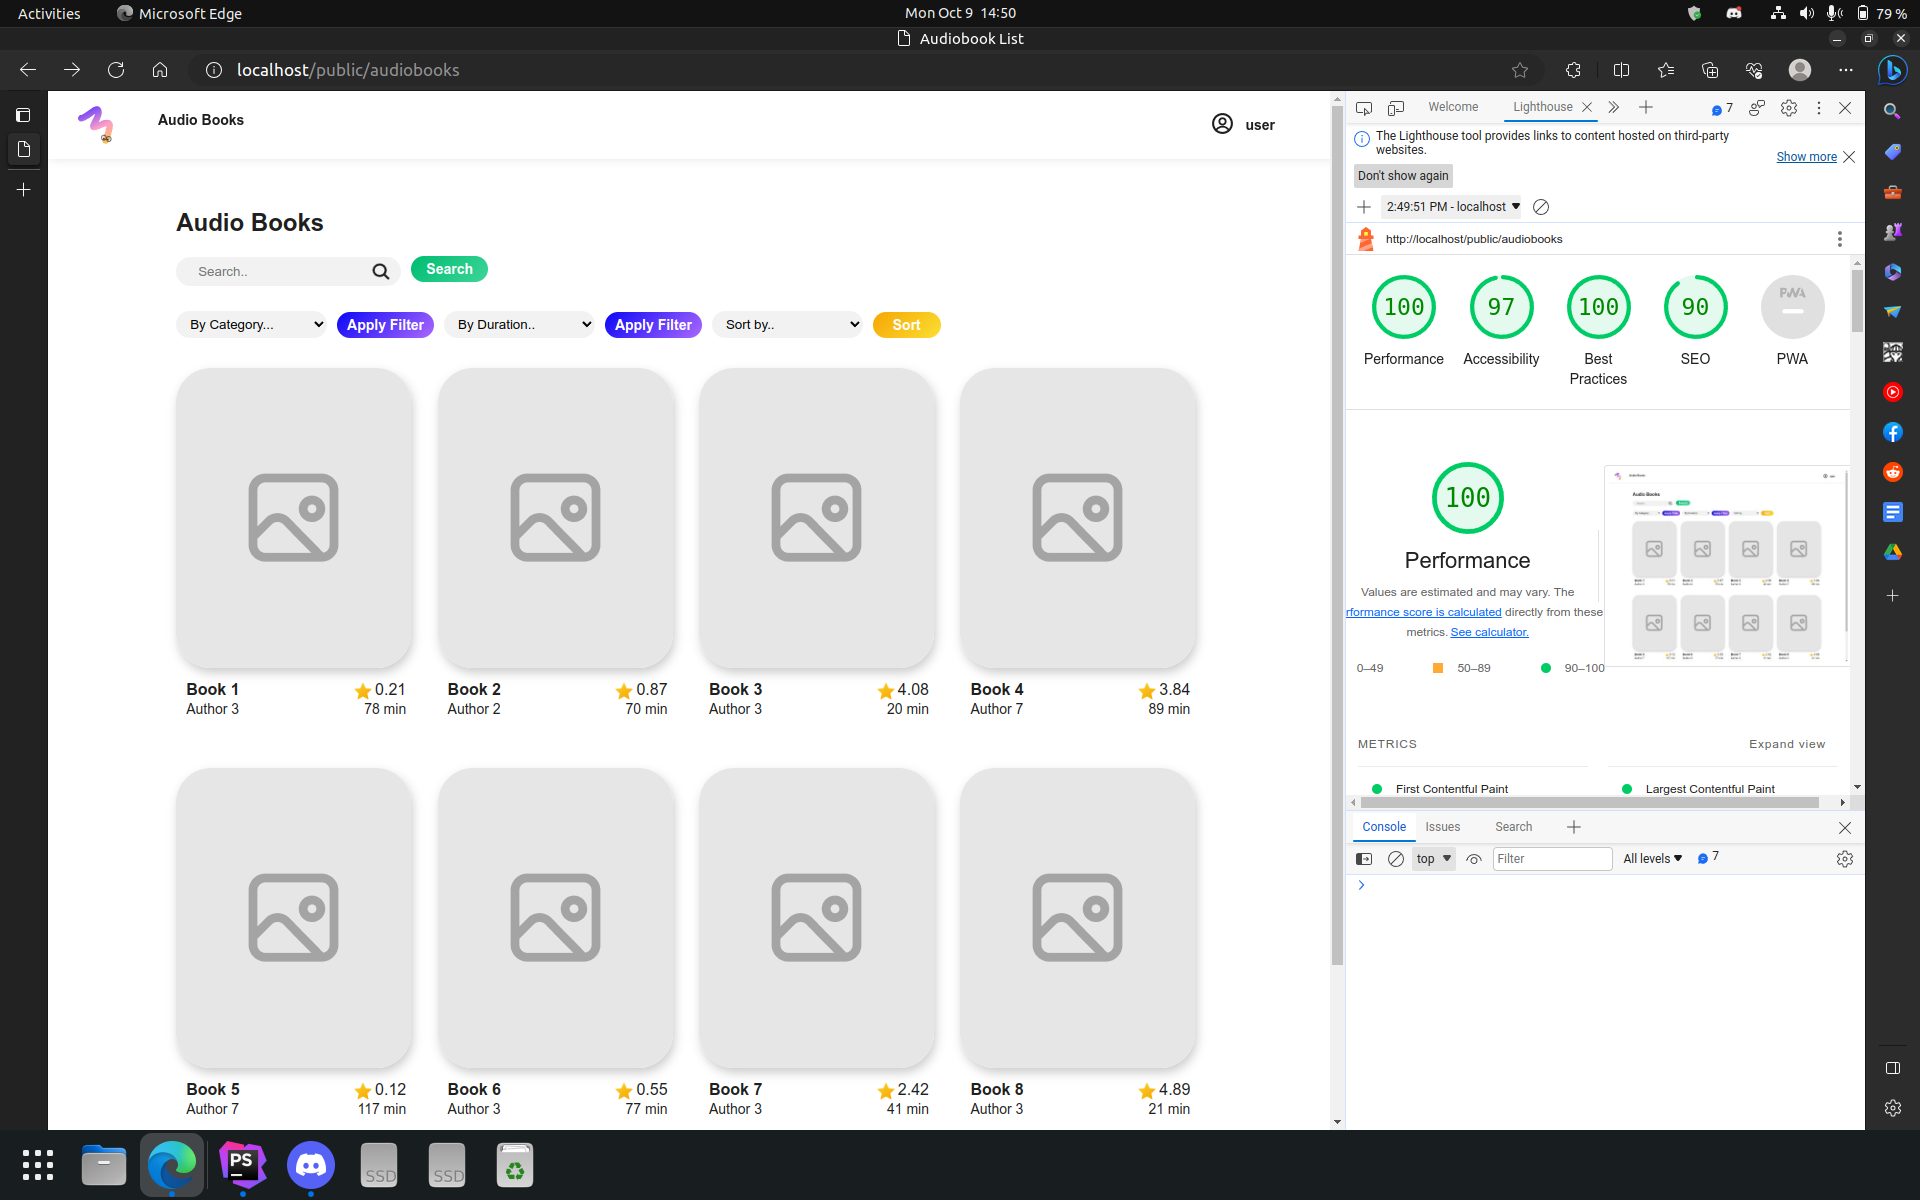 Activities
Microsoft Edge
Mon Oct 9 14:50
79 %
Audiobook List
localhost/public/audiobooks
Audio Books
user
Audio Books
Search..
Search
By Category...
Apply Filter
By Duration..
Apply Filter
Sort by..
Sort
Book 1
0.21
Author 3
78 min
Book 2
0.87
Author 2
70 min
Book 3
4.08
Author 3
20 min
Book 4
3.84
Author 7
89 min
Book 5
0.12
Author 7
117 min
Book 6
0.55
Author 3
77 min
Book 7
2.42
Author 3
41 min
Book 8
4.89
Author 3
21 min
Welcome
Lighthouse
7
The Lighthouse tool provides links to content hosted on third-party
websites.
Show more
Don't show again
2:49:51 PM - localhost
http://localhost/public/audiobooks
100
97
100
90
PWA
Performance
Accessibility
Best
Practices
SEO
PWA
100
Performance
Values are estimated and may vary. The
rformance score is calculated directly from these
metrics. See calculator.
0–49
50–89
90–100
METRICS
Expand view
First Contentful Paint
Largest Contentful Paint
Console
Issues
Search
top
Filter
All levels
7
PS
SSD
SSD